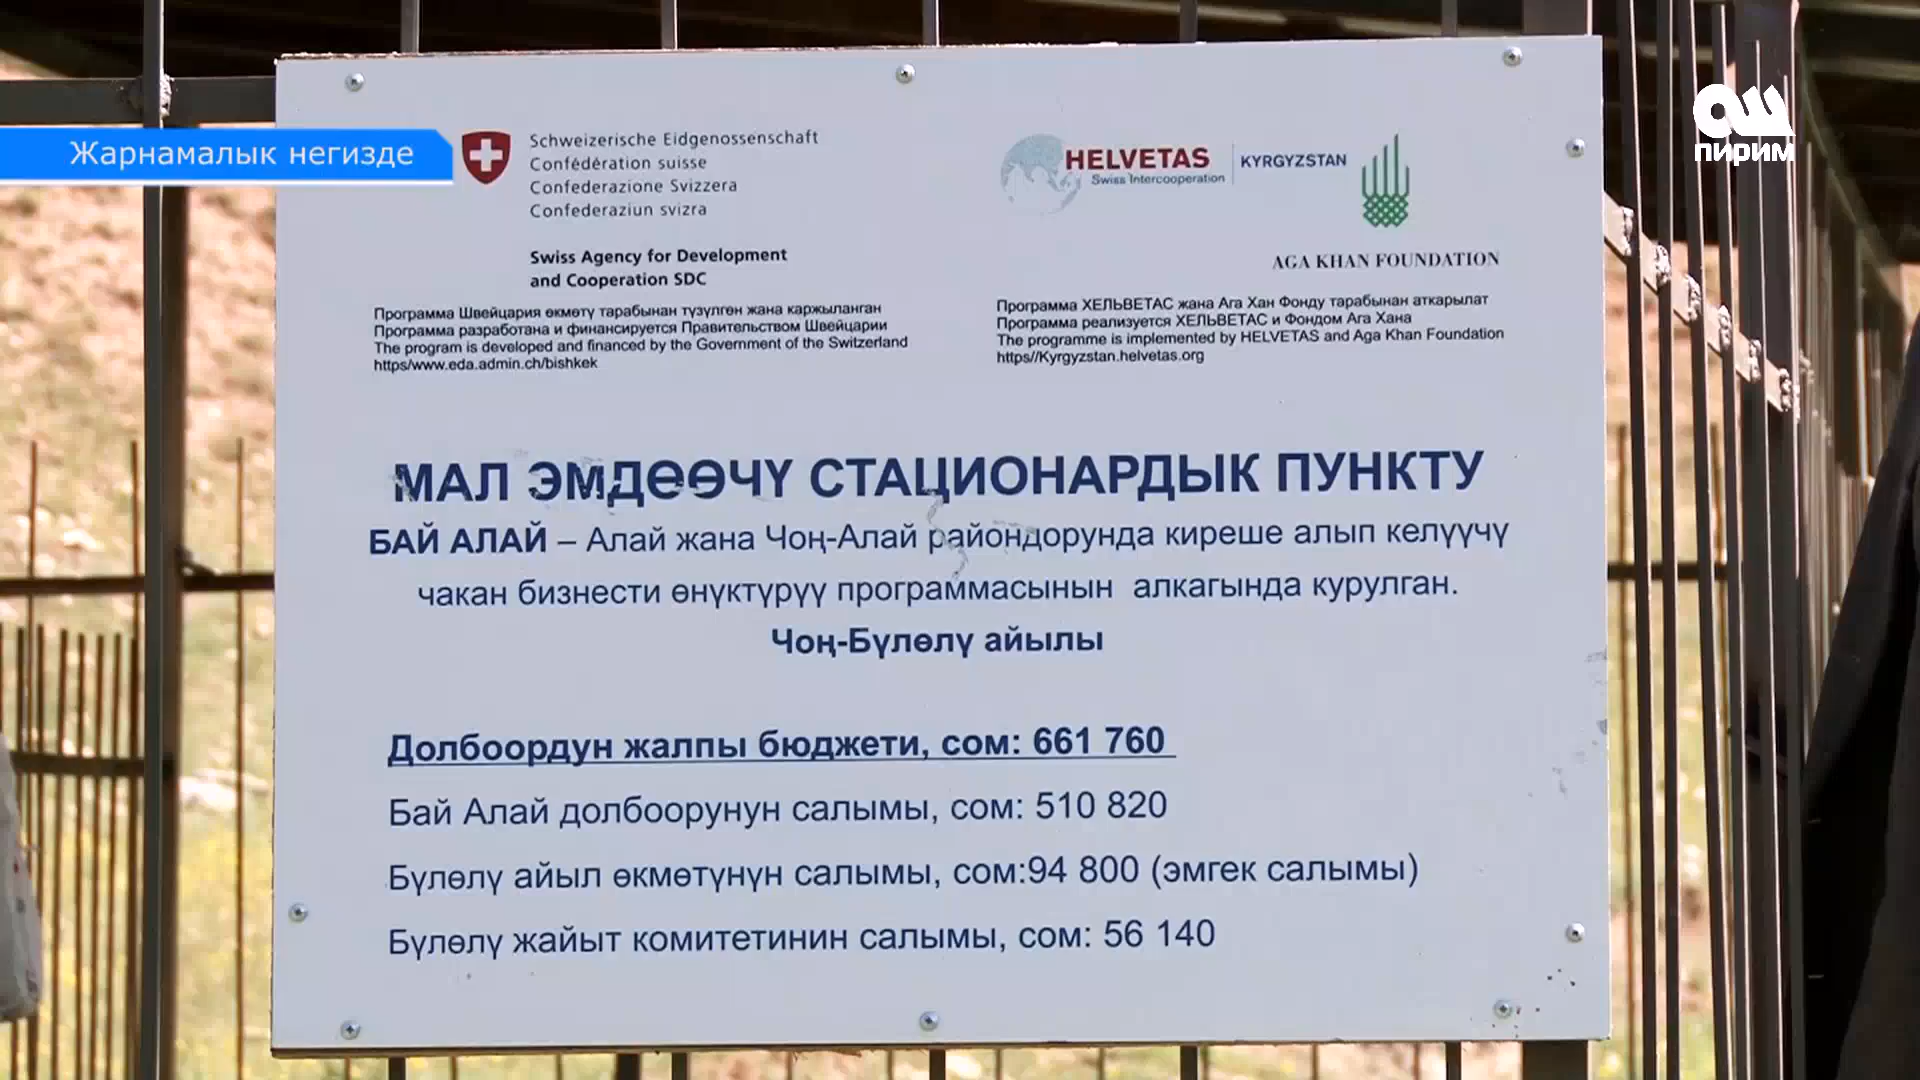 Жарнамалык негизде
ОШ
ПИРИМ
Schweizerische Eidgenossenschaft
Confédération suisse
Confederazione Svizzera
Confederaziun svizra
Swiss Agency for Development
and Cooperation SDC
Программа Швейцария өкмөтү тарабынан түзүлгөн жана каржыланган
Программа разработана и финансируется Правительством Швейцарии
The program is developed and financed by the Government of the Switzerland
https/www.eda.admin.ch/bishkek
HELVETAS KYRGYZSTAN
Swiss Intercooperation
AGA KHAN FOUNDATION
Программа ХЕЛЬВЕТАС жана Ага Хан Фонду тарабынан аткарылат
Программа реализуется ХЕЛЬВЕТАС и Фондом Ага Хана
The programme is implemented by HELVETAS and Aga Khan Foundation
https//Kyrgyzstan.helvetas.org
МАЛ ЭМДӨӨЧҮ СТАЦИОНАРДЫК ПУНКТУ
БАЙ АЛАЙ – Алай жана Чоң-Алай райондорунда киреше алып келүүчү
чакан бизнести өнүктүрүү программасынын алкагында курулган.
Чоң-Бүлөлү айылы
Долбоордун жалпы бюджети, сом: 661 760
Бай Алай долбоорунун салымы, сом: 510 820
Бүлөлү айыл өкмөтүнүн салымы, сом:94 800 (эмгек салымы)
Бүлөлү жайыт комитетинин салымы, сом: 56 140